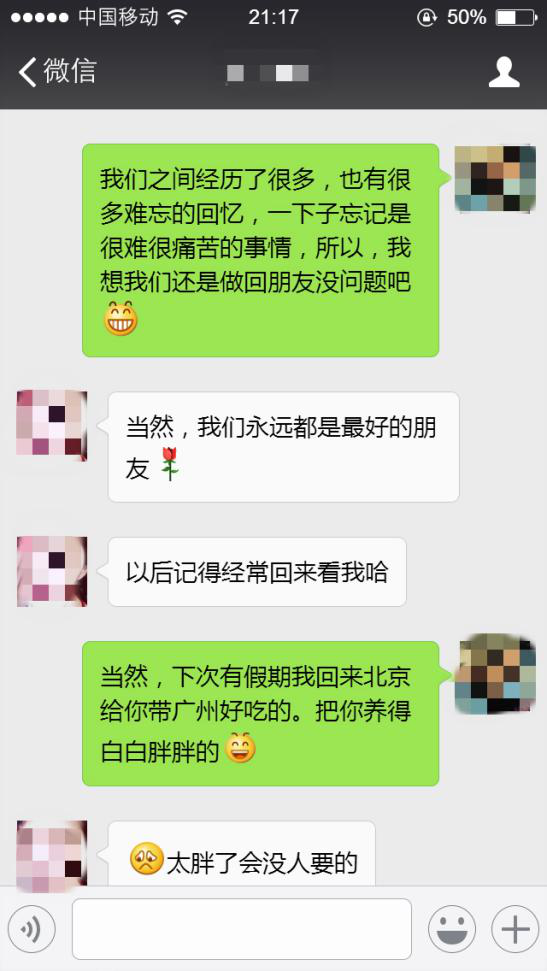 中国移动 21:17 50%
微信
我们之间经历了很多，也有很
多难忘的回忆，一下子忘记是
很难很痛苦的事情，所以，我
想我们还是做回朋友没问题吧
当然，我们永远都是最好的朋
友
以后记得经常回来看我哈
当然，下次有假期我回来北京
给你带广州好吃的。把你养得
白白胖胖的
太胖了会没人要的